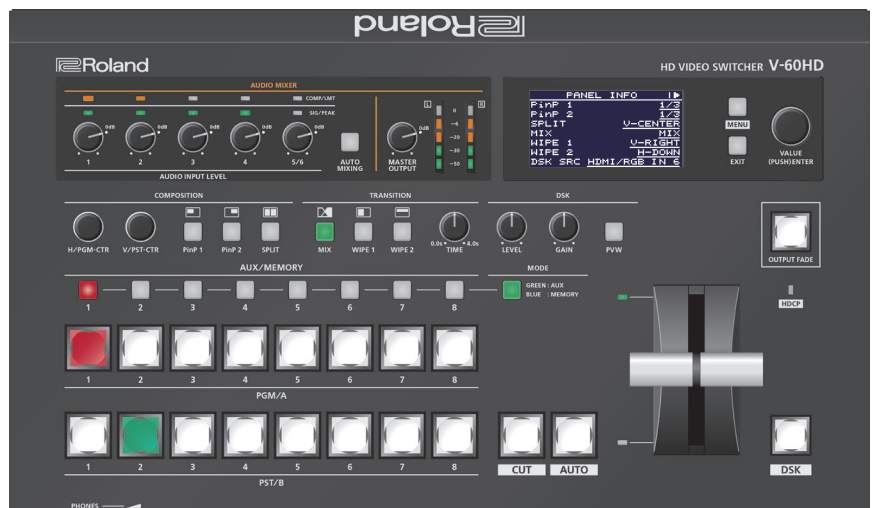 Roland
Roland
HD VIDEO SWITCHER V-60HD
AUDIO MIXER
COMP/LMT
SIG/PEAK
L R
0
-4
-20
-30
-50
0dB 0dB 0dB 0dB 0dB 0dB
1 2 3 4 5/6
AUTO MIXING
MASTER OUTPUT
AUDIO INPUT LEVEL
PANEL INFO 1▶
PinP 1 1/3
PinP 2 1/3
SPLIT V-CENTER
MIX MIX
WIPE 1 V-RIGHT
WIPE 2 H-DOWN
DSK SRC HDMI/RGB IN 6
MENU
EXIT
VALUE
(PUSH)ENTER
COMPOSITION
TRANSITION
DSK
H/PGM-CTR V/PST-CTR PinP 1 PinP 2 SPLIT
MIX WIPE 1 WIPE 2 0.0s TIME 4.0s
LEVEL GAIN PVW
OUTPUT FADE
AUX/MEMORY
MODE
1 2 3 4 5 6 7 8
GREEN : AUX
BLUE : MEMORY
HDCP
1 2 3 4 5 6 7 8
PGM/A
1 2 3 4 5 6 7 8
PST/B
CUT AUTO
DSK
PHONES